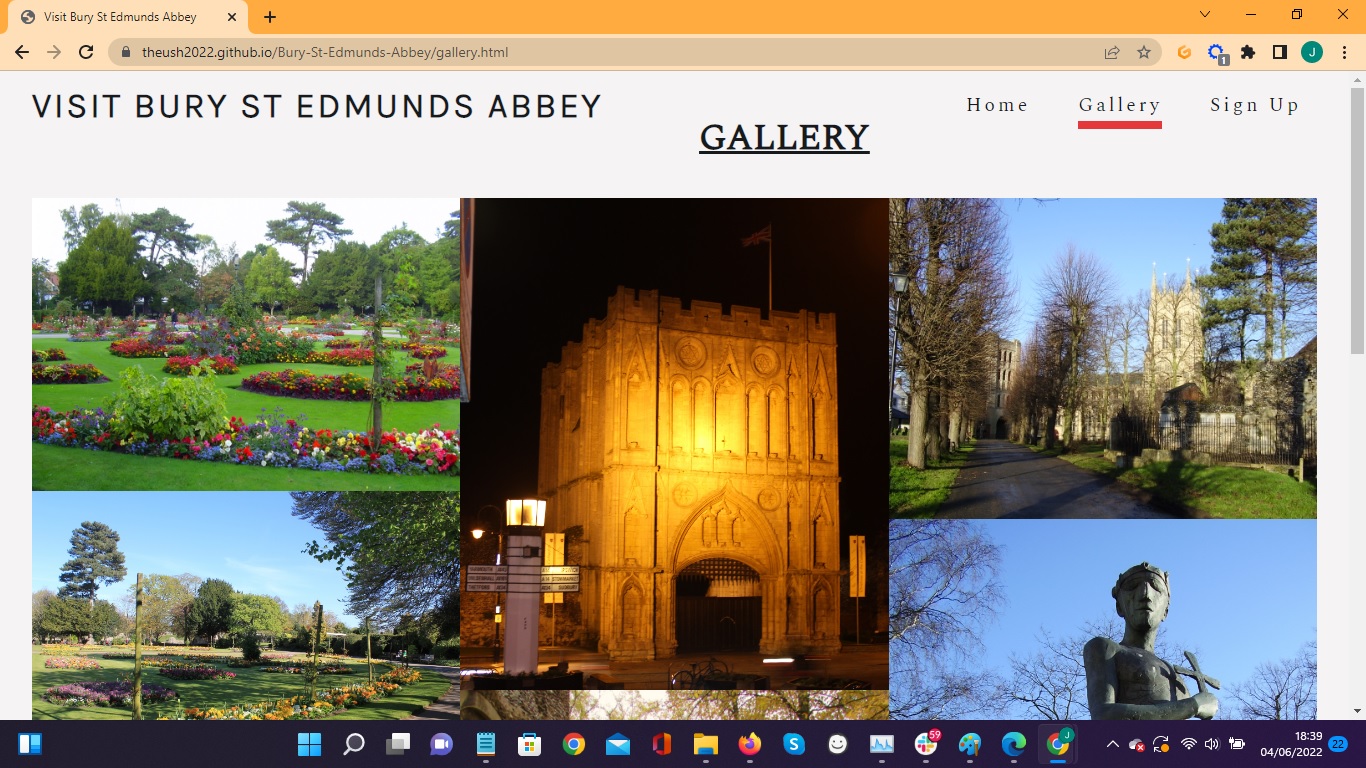 Visit Bury St Edmunds Abbey
theush2022.github.io/Bury-St-Edmunds-Abbey/gallery.html
1
J
VISIT BURY ST EDMUNDS ABBEY
Home
Gallery
Sign Up
GALLERY
59
J
18:39
04/06/2022
22